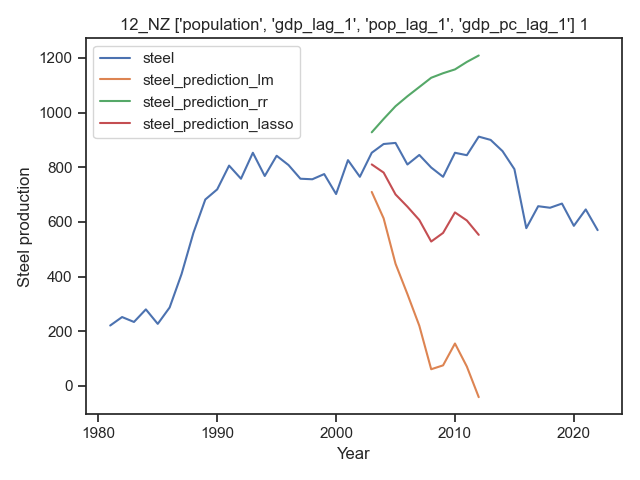 12_NZ ['population', 'gdp_lag_1', 'pop_lag_1', 'gdp_pc_lag_1'] 1
steel
steel_prediction_lm
steel_prediction_rr
steel_prediction_lasso
Steel production
1200
1000
800
600
400
200
0
1980
1990
2000
2010
2020
Year